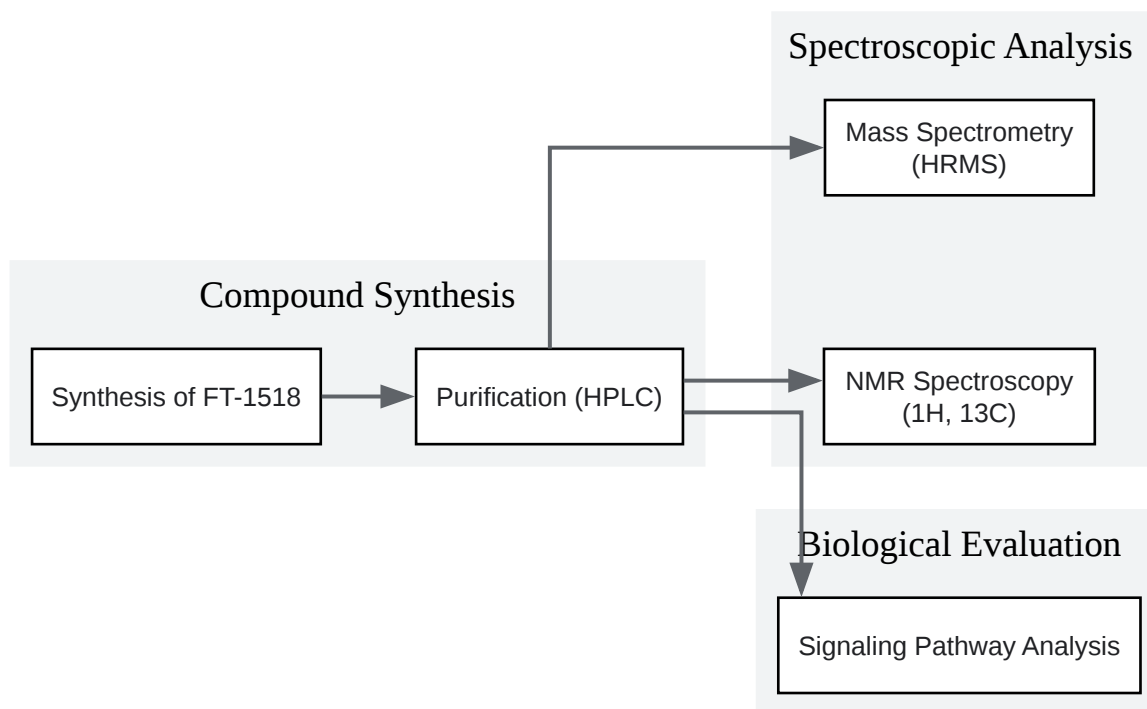 Spectroscopic Analysis
Mass Spectrometry
(HRMS)
Compound Synthesis
Synthesis of FT-1518
Purification (HPLC)
NMR Spectroscopy
(1H, 13C)
Biological Evaluation
Signaling Pathway Analysis